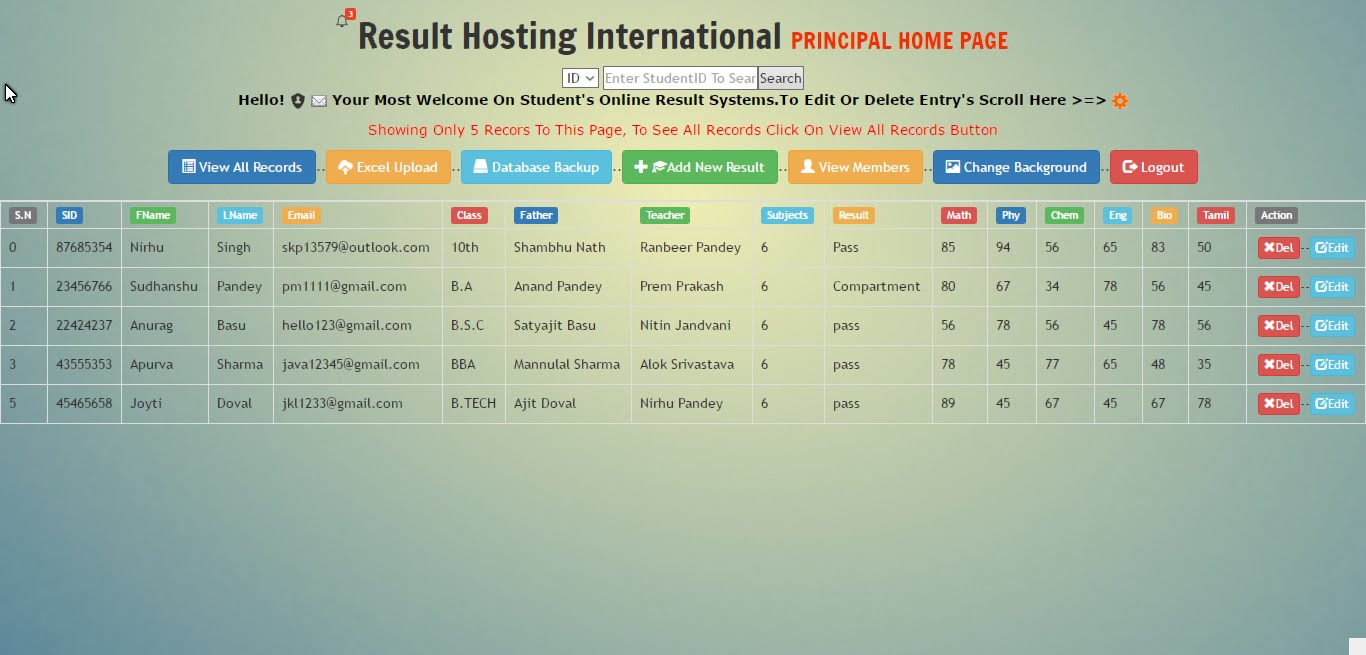 3
Result Hosting International PRINCIPAL HOME PAGE
ID Enter StudentID To Sear Search
Hello! Your Most Welcome On Student's Online Result Systems.To Edit Or Delete Entry's Scroll Here >=>
Showing Only 5 Recors To This Page, To See All Records Click On View All Records Button
View All Records .. Excel Upload .. Database Backup .. Add New Result .. View Members .. Change Background .. Logout
S.N SID FName LName Email Class Father Teacher Subjects Result Math Phy Chem Eng Bio Tamil Action
0 87685354 Nirhu Singh skp13579@outlook.com 10th Shambhu Nath Ranbeer Pandey 6 Pass 85 94 56 65 83 50 Del -- Edit
1 23456766 Sudhanshu Pandey pm1111@gmail.com B.A Anand Pandey Prem Prakash 6 Compartment 80 67 34 78 56 45 Del -- Edit
2 22424237 Anurag Basu hello123@gmail.com B.S.C Satyajit Basu Nitin Jandvani 6 pass 56 78 56 45 78 56 Del -- Edit
3 43555353 Apurva Sharma java12345@gmail.com BBA Mannulal Sharma Alok Srivastava 6 pass 78 45 77 65 48 35 Del -- Edit
5 45465658 Joyti Doval jkl1233@gmail.com B.TECH Ajit Doval Nirhu Pandey 6 pass 89 45 67 45 67 78 Del -- Edit